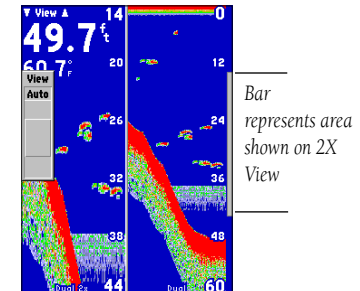 ▼ View ▲
49.7 ft
60.7°F
View
Auto
14
20
26
32
38
44
Dual 2x
0
12
24
36
48
60
Dual
Bar
represents area
shown on 2X
View